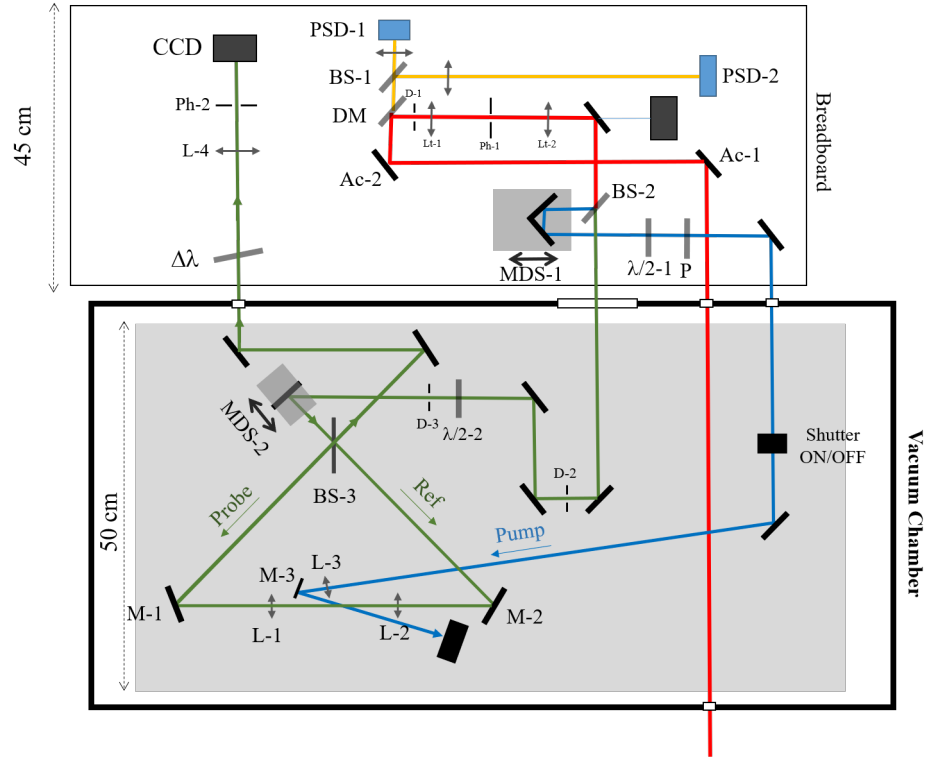 PSD-1
CCD
BS-1
PSD-2
Ph-2
D-1
DM
Lt-1
Ph-1
Lt-2
L-4
Ac-2
Ac-1
BS-2
Breadboard
45 cm
Δλ
MDS-1
λ/2-1
P
MDS-2
D-3
λ/2-2
Shutter
ON/OFF
BS-3
D-2
Probe
Ref
Pump
50 cm
Vacuum Chamber
M-3
L-3
M-1
L-1
L-2
M-2